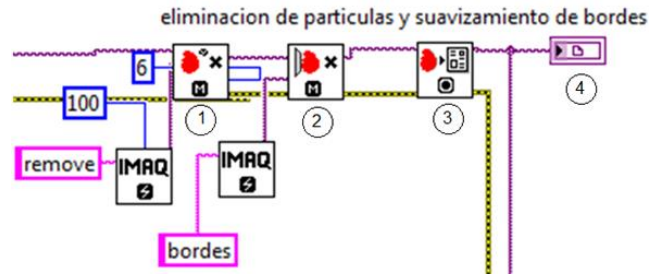 eliminacion de particulas y suavizamiento de bordes
6
1
2
3
4
100
remove
IMAQ
IMAQ
bordes
M
M